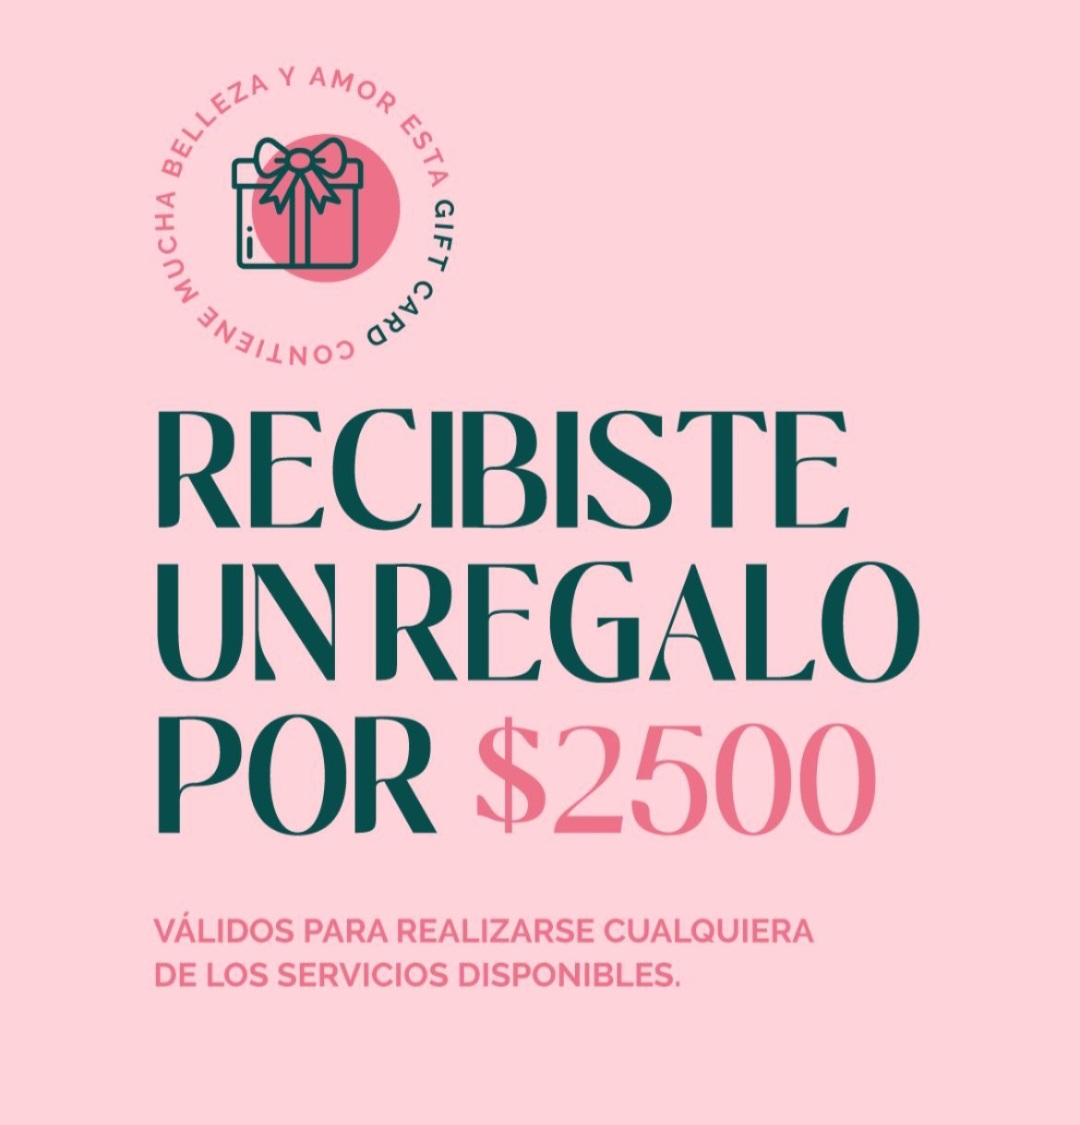 ESTA GIFT CARD CONTIENE MUCHA BELLEZA Y AMOR
RECIBISTE
UN REGALO
POR $2500
VÁLIDOS PARA REALIZARSE CUALQUIERA
DE LOS SERVICIOS DISPONIBLES.